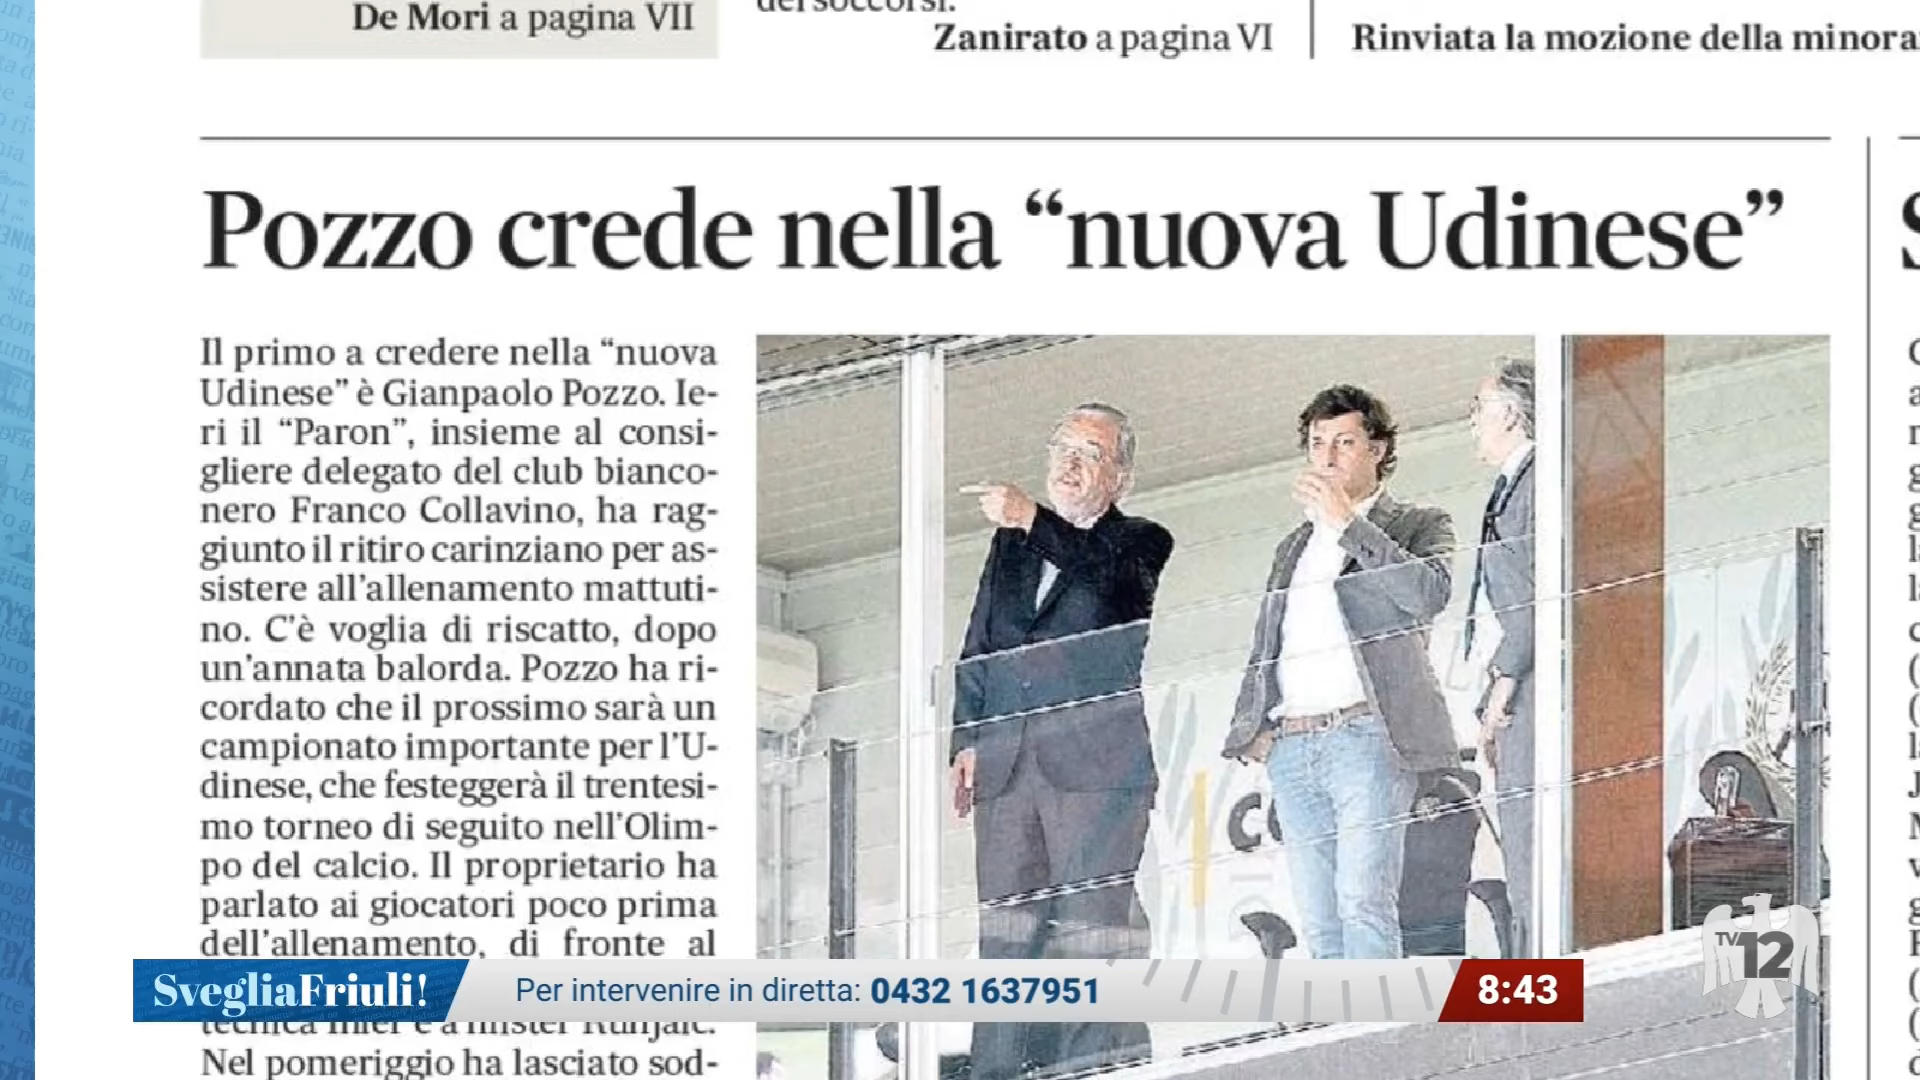 De Mori a pagina VII
dei soccorsi.
Zanirato a pagina VI
Rinviata la mozione della minora
Pozzo crede nella “nuova Udinese”
Il primo a credere nella “nuova
Udinese” è Gianpaolo Pozzo. Ie-
ri il “Paron”, insieme al consi-
gliere delegato del club bianco-
nero Franco Collavino, ha rag-
giunto il ritiro carinziano per as-
sistere all’allenamento mattuti-
no. C’è voglia di riscatto, dopo
un’annata balorda. Pozzo ha ri-
cordato che il prossimo sarà un
campionato importante per l’U-
dinese, che festeggerà il trentesi-
mo torneo di seguito nell’Olim-
po del calcio. Il proprietario ha
parlato ai giocatori poco prima
dell’allenamento, di fronte al
Nel pomeriggio ha lasciato sod-
SvegliaFriuli!
Per intervenire in diretta: 0432 1637951
8:43
TV12